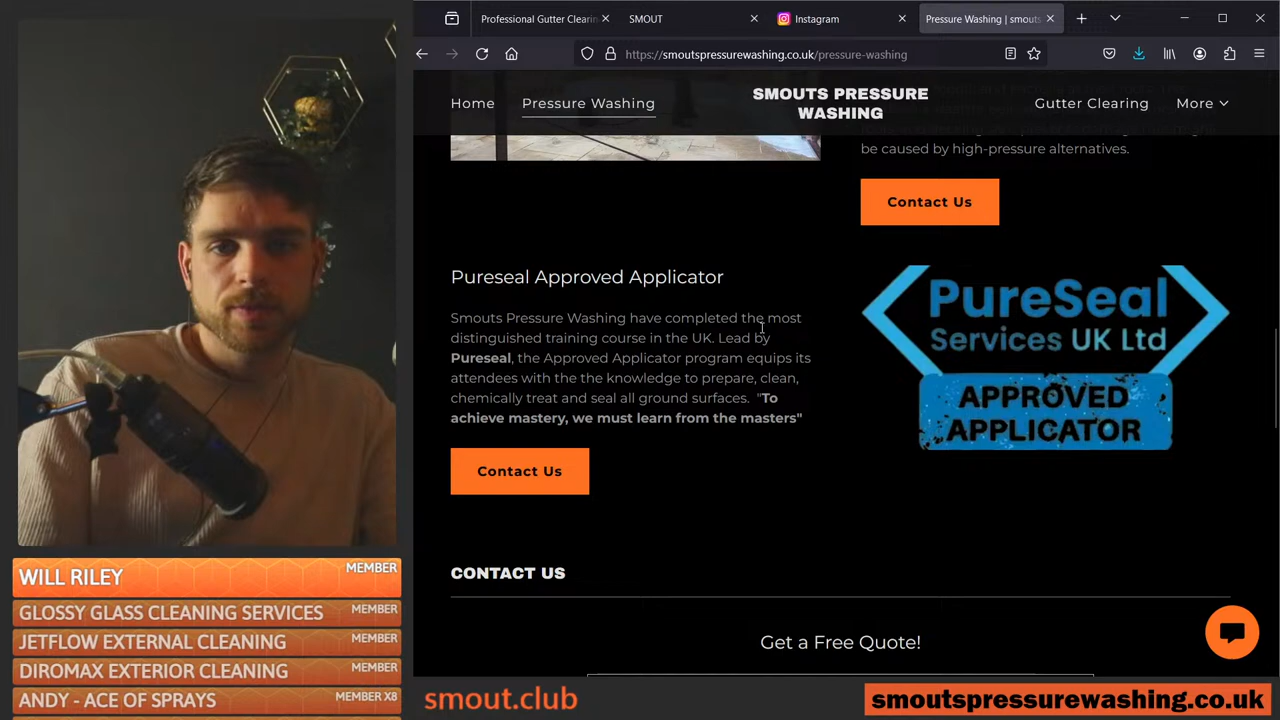 Professional Gutter Clearin
SMOUT
Instagram
Pressure Washing | smouts
https://smoutspressurewashing.co.uk/pressure-washing
Home
Pressure Washing
SMOUTS PRESSURE
WASHING
Gutter Clearing
More
be caused by high-pressure alternatives.
Contact Us
Pureseal Approved Applicator
Smouts Pressure Washing have completed the most
distinguished training course in the UK. Lead by
Pureseal, the Approved Applicator program equips its
attendees with the the knowledge to prepare, clean,
chemically treat and seal all ground surfaces. "To
achieve mastery, we must learn from the masters"
Contact Us
PureSeal
Services UK Ltd
APPROVED
APPLICATOR
CONTACT US
Get a Free Quote!
WILL RILEY MEMBER
GLOSSY GLASS CLEANING SERVICES MEMBER
JETFLOW EXTERNAL CLEANING MEMBER
DIROMAX EXTERIOR CLEANING MEMBER
ANDY - ACE OF SPRAYS MEMBER X8
smout.club
smoutspressurewashing.co.uk